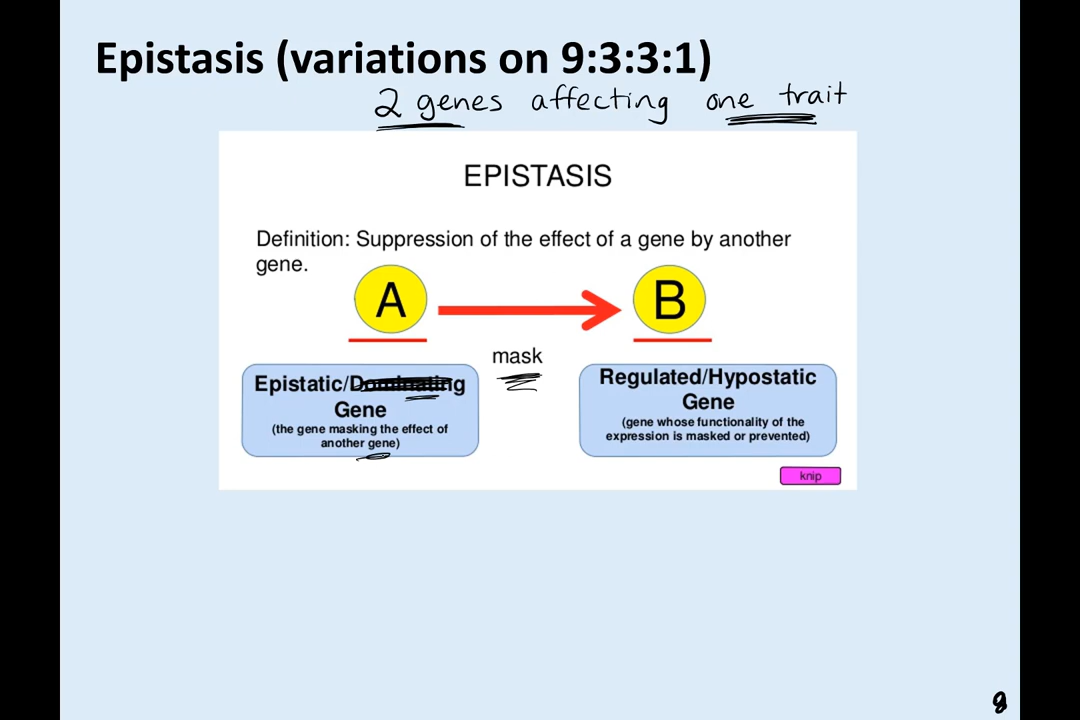 Epistasis (variations on 9:3:3:1)
2 genes affecting one trait
EPISTASIS
Definition: Suppression of the effect of a gene by another
gene.
A
B
mask
Epistatic/Dominating
Gene
(the gene masking the effect of
another gene)
Regulated/Hypostatic
Gene
(gene whose functionality of the
expression is masked or prevented)
knip